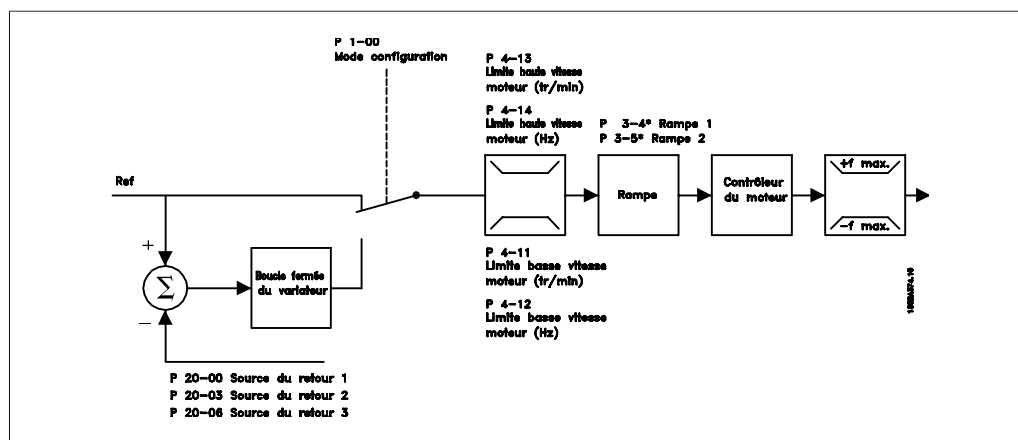 P 1-00
Mode configuration
P 4-13
Limite haute vitesse
moteur (tr/min)
P 4-14
Limite haute vitesse
moteur (Hz)
P 3-4* Rampe 1
P 3-5* Rampe 2
Ref
+
Σ
−
Boucle fermée
du variateur
Rampe
Contrôleur
du moteur
+f max.
−f max.
P 4-11
Limite basse vitesse
moteur (tr/min)
P 4-12
Limite basse vitesse
moteur (Hz)
P 20-00 Source du retour 1
P 20-03 Source du retour 2
P 20-06 Source du retour 3